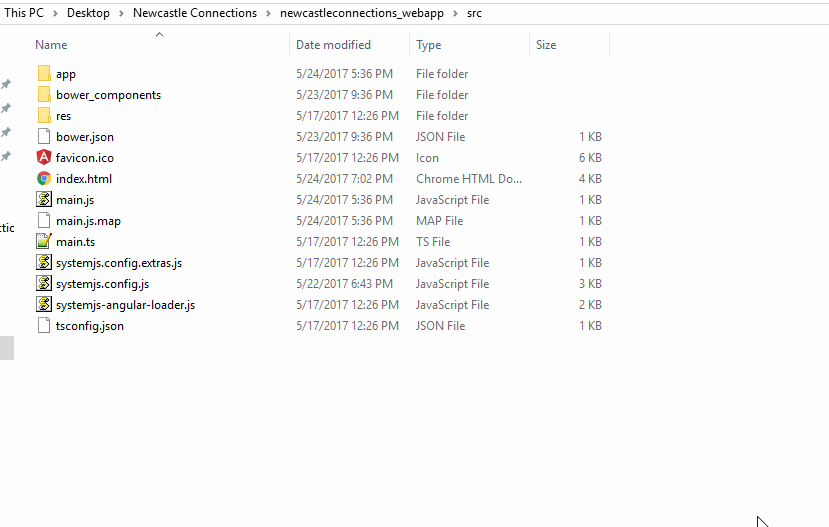 This PC > Desktop > Newcastle Connections > newcastleconnections_webapp > src
Name Date modified Type Size
app 5/24/2017 5:36 PM File folder
bower_components 5/23/2017 9:36 PM File folder
res 5/17/2017 12:26 PM File folder
bower.json 5/23/2017 9:36 PM JSON File 1 KB
favicon.ico 5/17/2017 12:26 PM Icon 6 KB
index.html 5/24/2017 7:02 PM Chrome HTML Do... 4 KB
main.js 5/24/2017 5:36 PM JavaScript File 1 KB
main.js.map 5/24/2017 5:36 PM MAP File 1 KB
main.ts 5/17/2017 12:26 PM TS File 1 KB
systemjs.config.extras.js 5/17/2017 12:26 PM JavaScript File 1 KB
systemjs.config.js 5/22/2017 6:43 PM JavaScript File 3 KB
systemjs-angular-loader.js 5/17/2017 12:26 PM JavaScript File 2 KB
tsconfig.json 5/17/2017 12:26 PM JSON File 1 KB